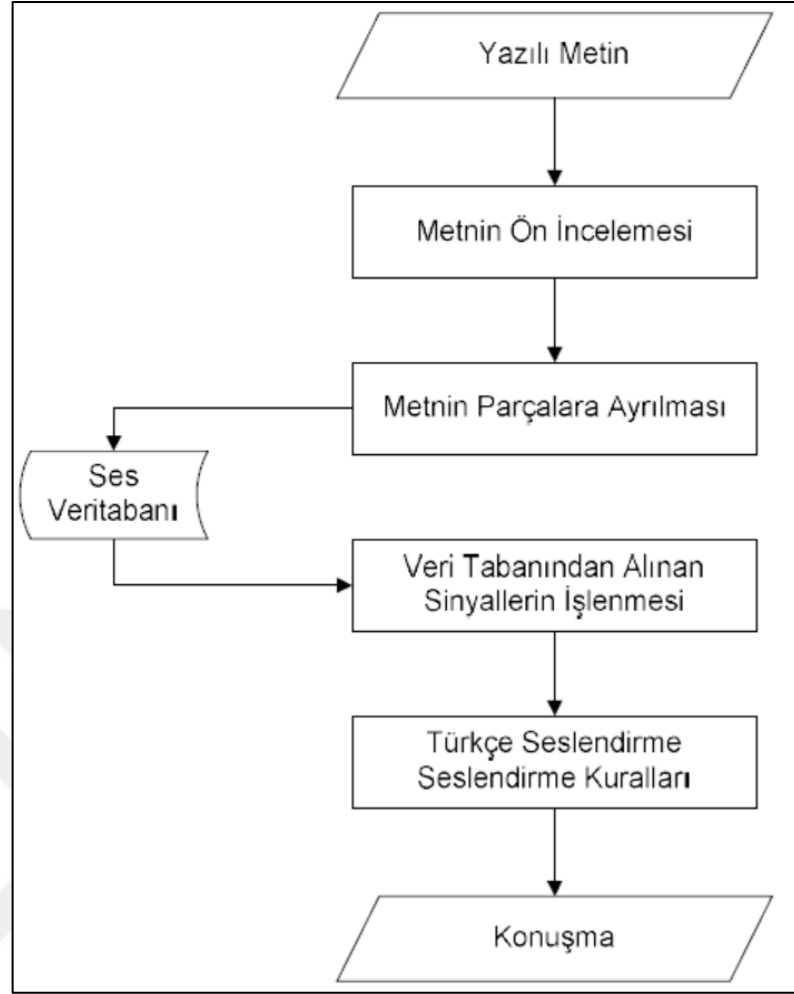 Yazılı Metin
Metnin Ön İncelemesi
Metnin Parçalara Ayrılması
Ses
Veritabanı
Veri Tabanından Alınan
Sinyallerin İşlenmesi
Türkçe Seslendirme
Seslendirme Kuralları
Konuşma